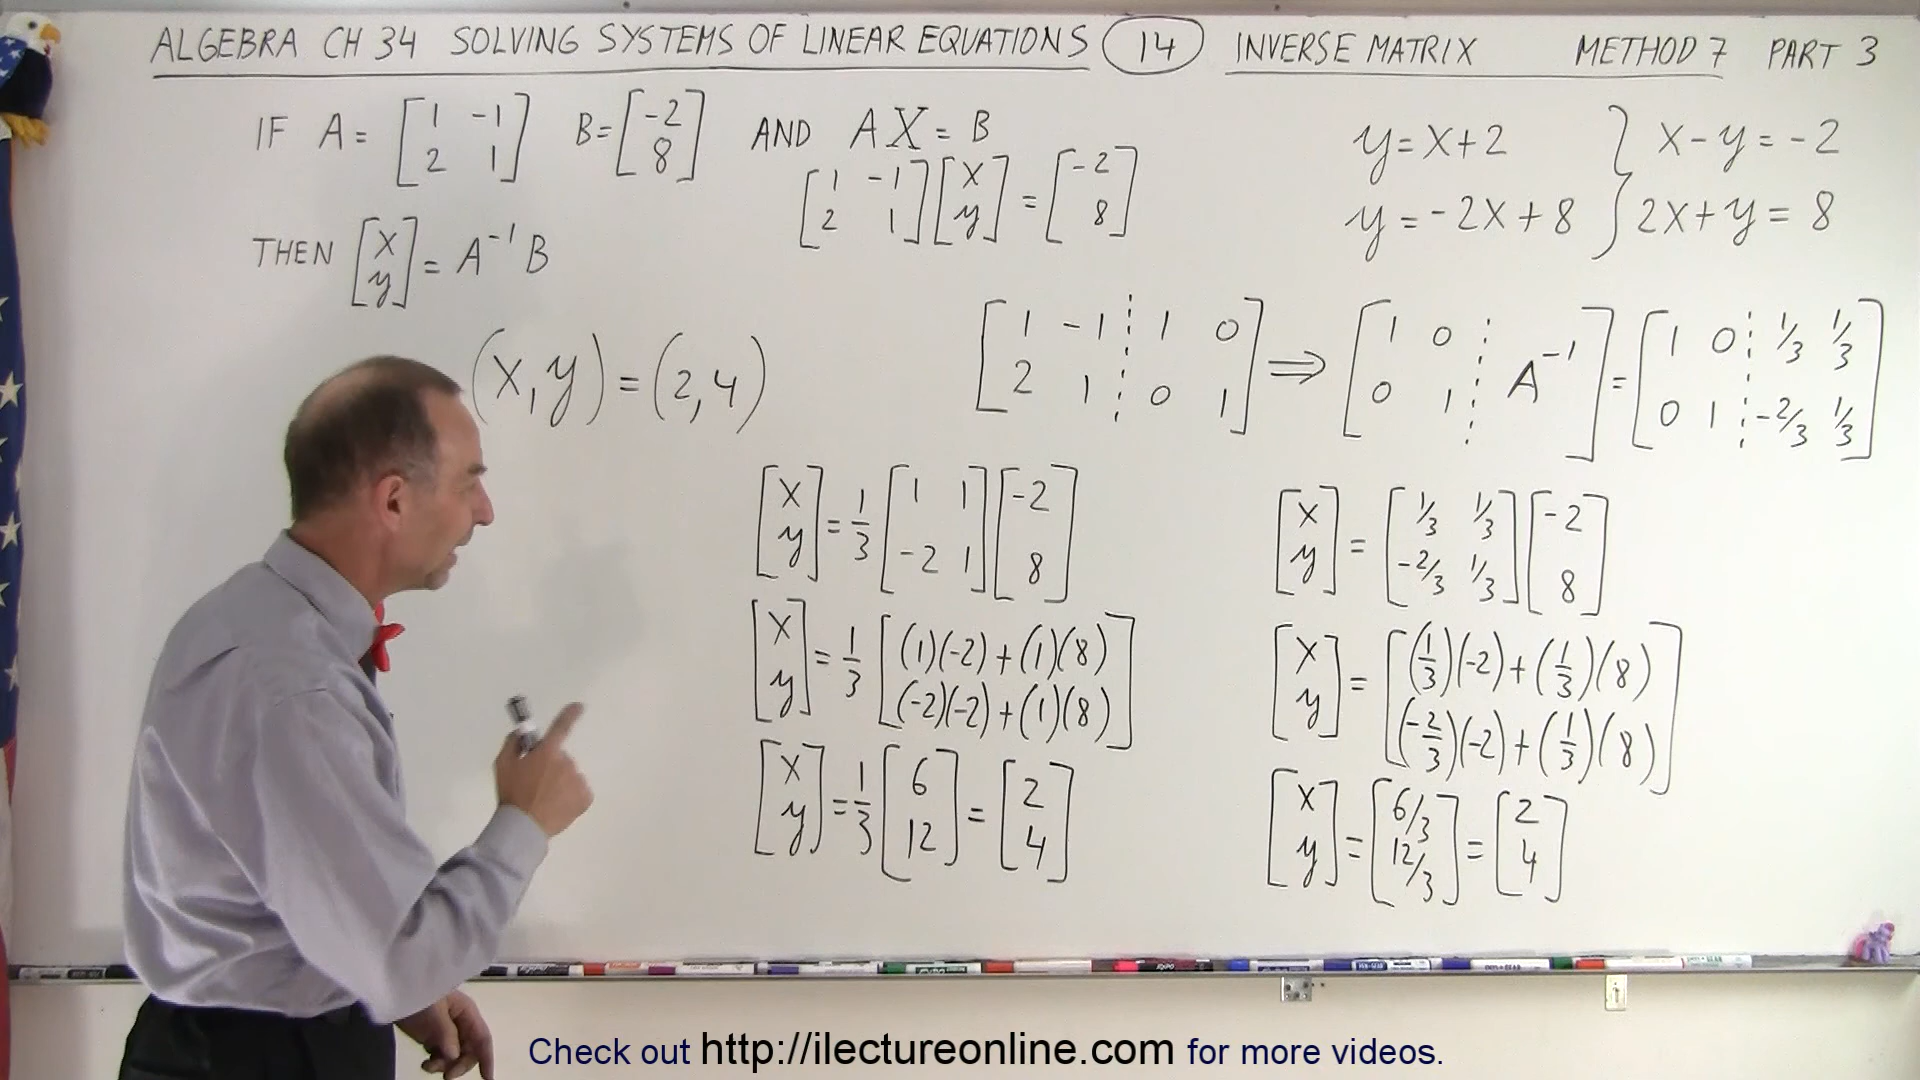 ALGEBRA CH 34 SOLVING SYSTEMS OF LINEAR EQUATIONS 14 INVERSE MATRIX METHOD 7 PART 3
IF A = [1 -1
2 1] B = [-2
8] AND AX = B
[1 -1
2 1] [x
y] = [-2
8]
y = x + 2 } x - y = -2
y = -2x + 8 } 2x + y = 8
THEN [x
y] = A⁻¹ B
(x, y) = (2, 4)
[1 -1 ⋮ 1 0
2 1 ⋮ 0 1] ⇒ [1 0 ⋮ A⁻¹
0 1 ⋮] = [1 0 ⋮ 1/3 1/3
0 1 ⋮ -2/3 1/3]
[x
y] = 1/3 [1 1
-2 1] [-2
8]
[x
y] = 1/3 [(1)(-2) + (1)(8)
(-2)(-2) + (1)(8)]
[x
y] = 1/3 [6
12] = [2
4]
[x
y] = [1/3 1/3
-2/3 1/3] [-2
8]
[x
y] = [(1/3)(-2) + (1/3)(8)
(-2/3)(-2) + (1/3)(8)]
[x
y] = [6/3
12/3] = [2
4]
Check out http://ilectureonline.com for more videos.